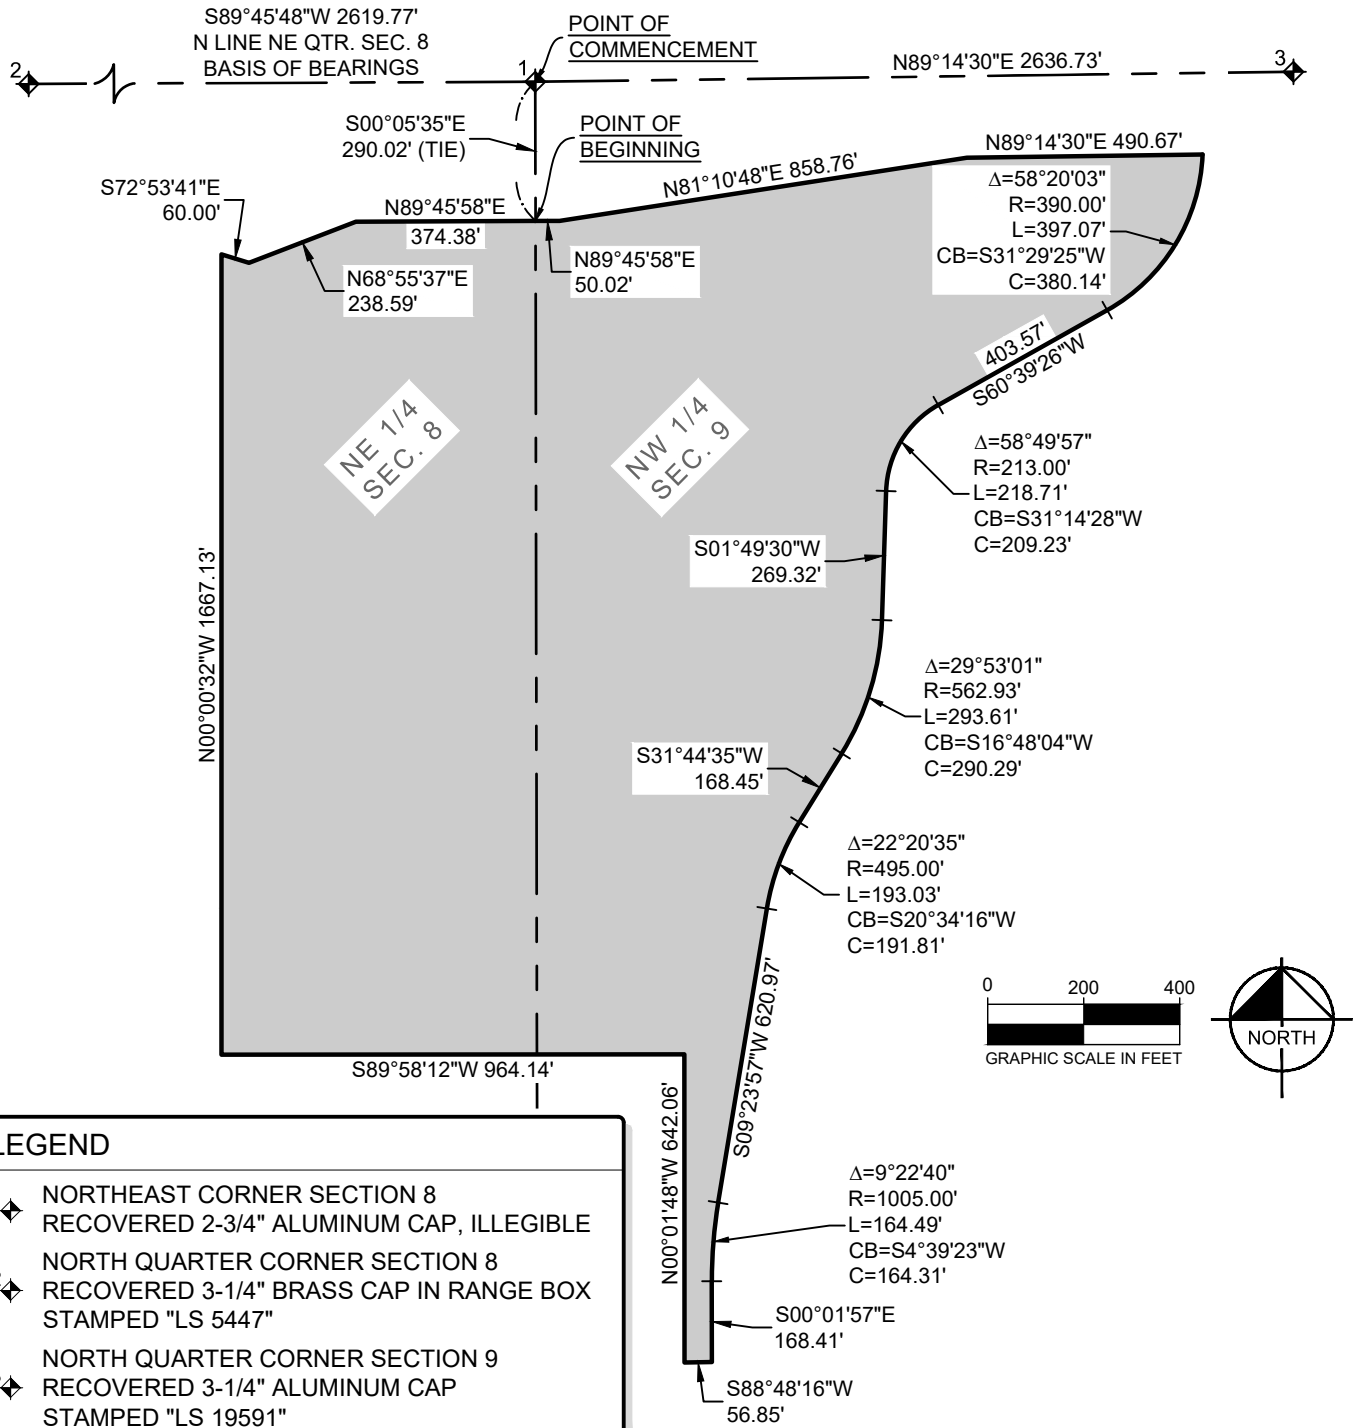 S89°45'48"W 2619.77'
N LINE NE QTR. SEC. 8
BASIS OF BEARINGS
POINT OF
COMMENCEMENT
N89°14'30"E 2636.73'
2
1
3
S00°05'35"E
290.02' (TIE)
POINT OF
BEGINNING
N89°14'30"E 490.67'
N81°10'48"E 858.76'
S72°53'41"E
60.00'
N89°45'58"E
374.38'
N68°55'37"E
238.59'
N89°45'58"E
50.02'
Δ=58°20'03"
R=390.00'
L=397.07'
CB=S31°29'25"W
C=380.14'
403.57'
S60°39'26"W
NE 1/4
SEC. 8
NW 1/4
SEC. 9
Δ=58°49'57"
R=213.00'
L=218.71'
CB=S31°14'28"W
C=209.23'
S01°49'30"W
269.32'
N00°00'32"W 1667.13'
Δ=29°53'01"
R=562.93'
L=293.61'
CB=S16°48'04"W
C=290.29'
S31°44'35"W
168.45'
Δ=22°20'35"
R=495.00'
L=193.03'
CB=S20°34'16"W
C=191.81'
S09°23'57"W 620.97'
0 200 400
GRAPHIC SCALE IN FEET
NORTH
S89°58'12"W 964.14'
N00°01'48"W 642.06'
Δ=9°22'40"
R=1005.00'
L=164.49'
CB=S4°39'23"W
C=164.31'
S00°01'57"E
168.41'
S88°48'16"W
56.85'
LEGEND
NORTHEAST CORNER SECTION 8
RECOVERED 2-3/4" ALUMINUM CAP, ILLEGIBLE
NORTH QUARTER CORNER SECTION 8
RECOVERED 3-1/4" BRASS CAP IN RANGE BOX
STAMPED "LS 5447"
NORTH QUARTER CORNER SECTION 9
RECOVERED 3-1/4" ALUMINUM CAP
STAMPED "LS 19591"